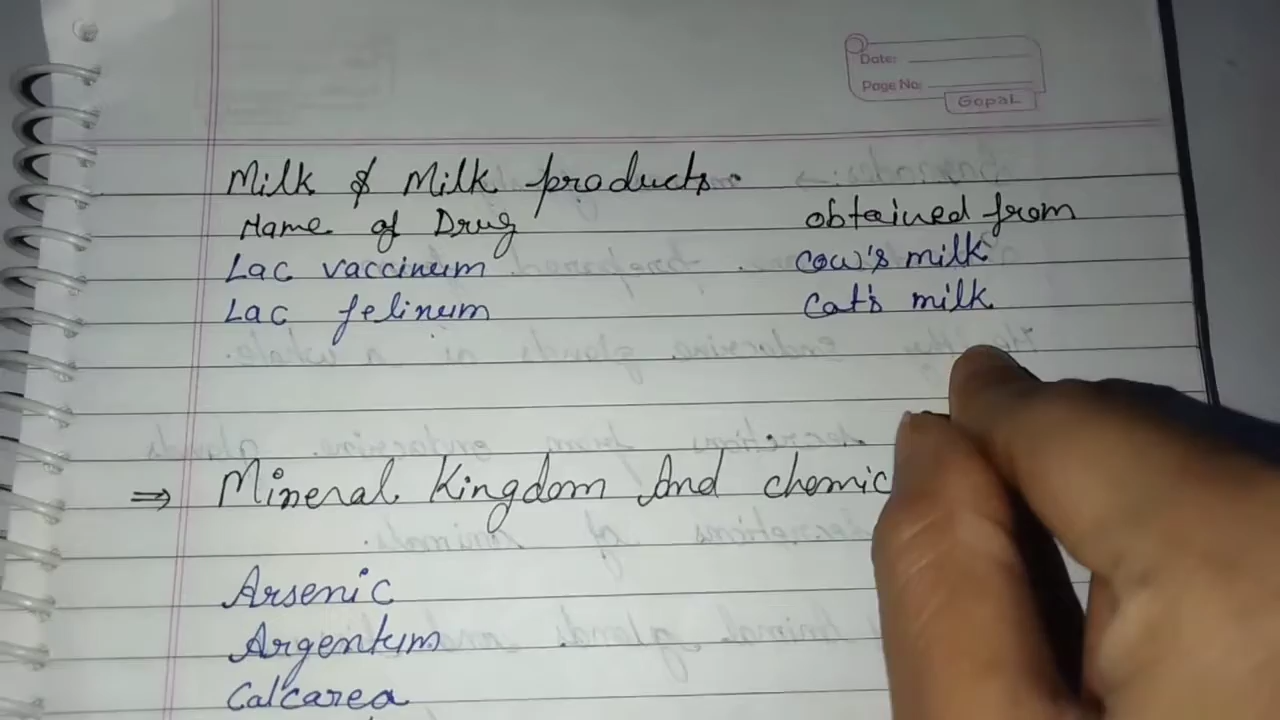 Date:
Page No:
Gopal
Milk & Milk products.
Name of Drug obtained from
Lac vaccinum cow's milk
Lac felinum Cat's milk
⇒ Mineral Kingdom And chemic
Arsenic
Argentum
Calcarea